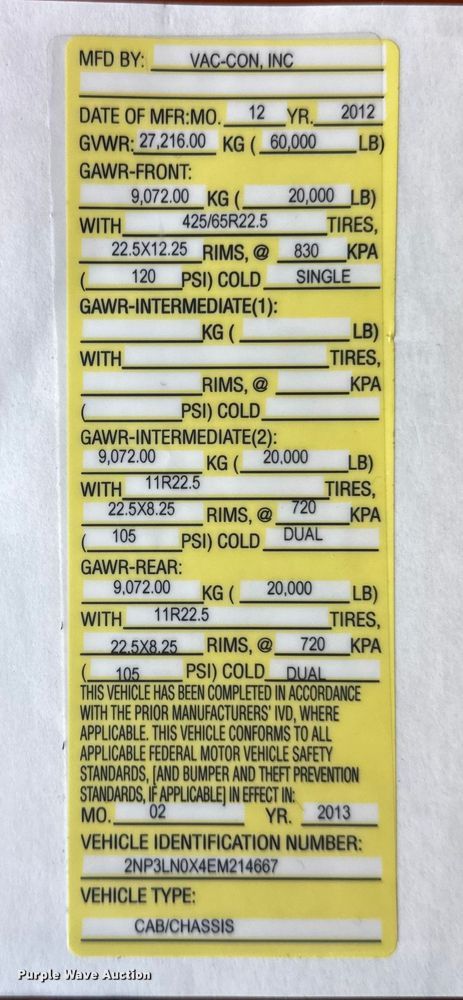 MFD BY: VAC-CON, INC
DATE OF MFR:MO. 12 YR. 2012
GVWR: 27,216.00 KG ( 60,000 LB)
GAWR-FRONT:
9,072.00 KG ( 20,000 LB)
WITH 425/65R22.5 TIRES,
22.5X12.25 RIMS, @ 830 KPA
( 120 PSI) COLD SINGLE
GAWR-INTERMEDIATE(1):
KG ( LB)
WITH TIRES,
RIMS, @ KPA
( PSI) COLD
GAWR-INTERMEDIATE(2):
9,072.00 KG ( 20,000 LB)
WITH 11R22.5 TIRES,
22.5X8.25 RIMS, @ 720 KPA
( 105 PSI) COLD DUAL
GAWR-REAR:
9,072.00 KG ( 20,000 LB)
WITH 11R22.5 TIRES,
22.5X8.25 RIMS, @ 720 KPA
( 105 PSI) COLD DUAL
THIS VEHICLE HAS BEEN COMPLETED IN ACCORDANCE
WITH THE PRIOR MANUFACTURERS' IVD, WHERE
APPLICABLE. THIS VEHICLE CONFORMS TO ALL
APPLICABLE FEDERAL MOTOR VEHICLE SAFETY
STANDARDS, [AND BUMPER AND THEFT PREVENTION
STANDARDS, IF APPLICABLE] IN EFFECT IN:
MO. 02 YR. 2013
VEHICLE IDENTIFICATION NUMBER:
2NP3LN0X4EM214667
VEHICLE TYPE:
CAB/CHASSIS
Purple Wave Auction